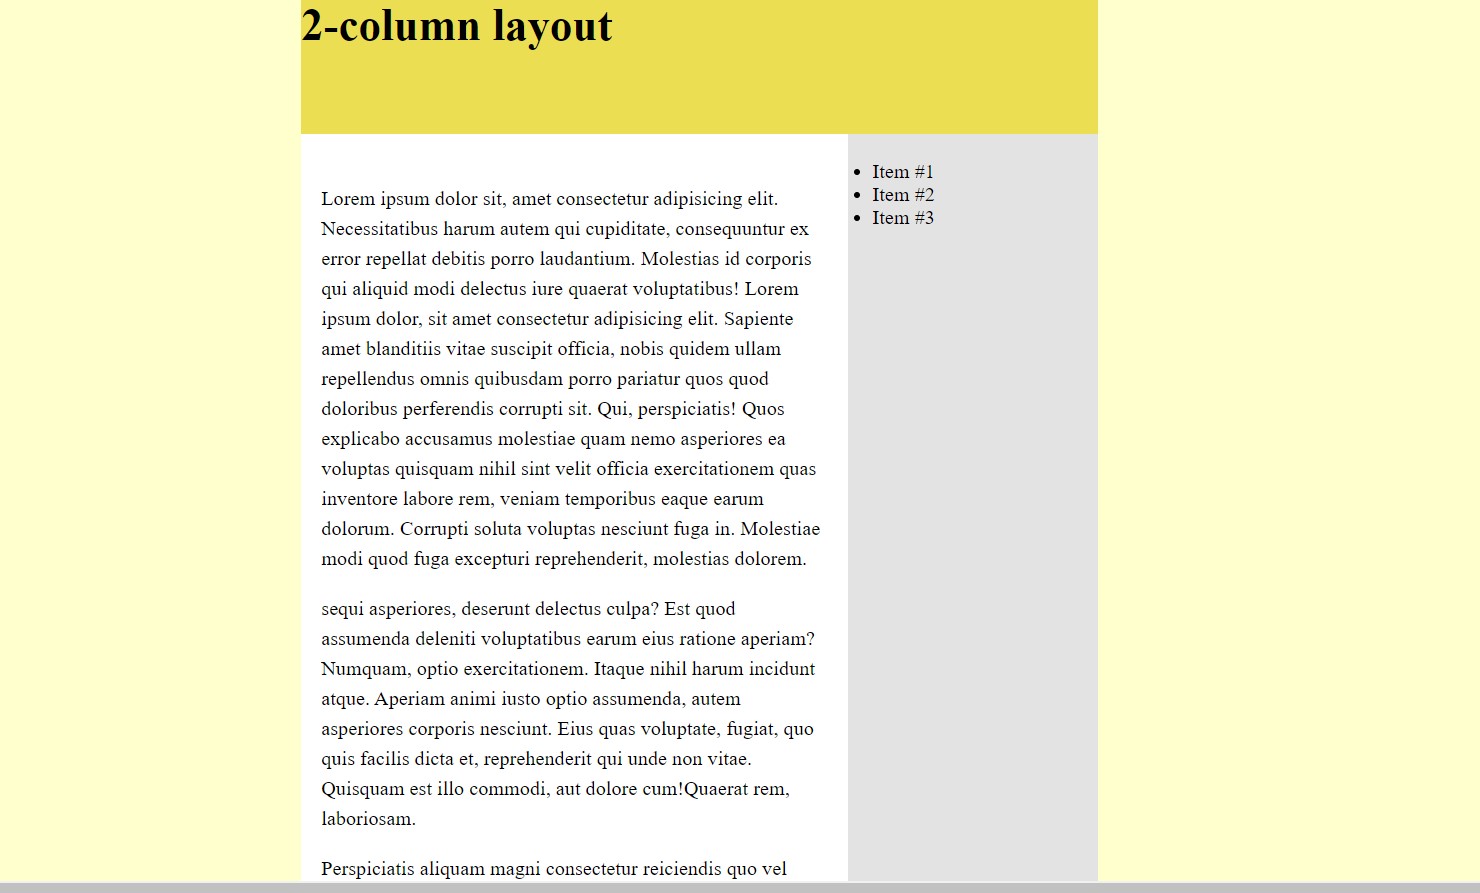 2-column layout
Lorem ipsum dolor sit, amet consectetur adipisicing elit.
Necessitatibus harum autem qui cupiditate, consequuntur ex
error repellat debitis porro laudantium. Molestias id corporis
qui aliquid modi delectus iure quaerat voluptatibus! Lorem
ipsum dolor, sit amet consectetur adipisicing elit. Sapiente
amet blanditiis vitae suscipit officia, nobis quidem ullam
repellendus omnis quibusdam porro pariatur quos quod
doloribus perferendis corrupti sit. Qui, perspiciatis! Quos
explicabo accusamus molestiae quam nemo asperiores ea
voluptas quisquam nihil sint velit officia exercitationem quas
inventore labore rem, veniam temporibus eaque earum
dolorum. Corrupti soluta voluptas nesciunt fuga in. Molestiae
modi quod fuga excepturi reprehenderit, molestias dolorem.
sequi asperiores, deserunt delectus culpa? Est quod
assumenda deleniti voluptatibus earum eius ratione aperiam?
Numquam, optio exercitationem. Itaque nihil harum incidunt
atque. Aperiam animi iusto optio assumenda, autem
asperiores corporis nesciunt. Eius quas voluptate, fugiat, quo
quis facilis dicta et, reprehenderit qui unde non vitae.
Quisquam est illo commodi, aut dolore cum!Quaerat rem,
laboriosam.
Perspiciatis aliquam magni consectetur reiciendis quo vel
• Item #1
• Item #2
• Item #3